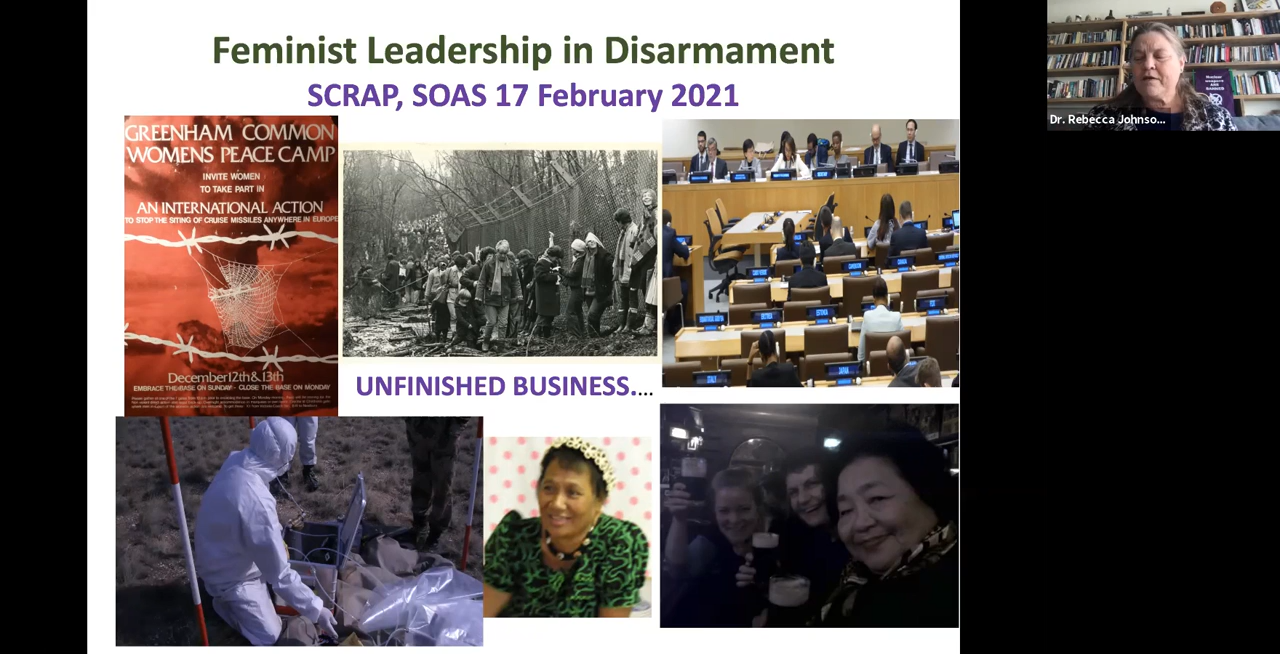 Feminist Leadership in Disarmament
SCRAP, SOAS 17 February 2021
GREENHAM COMMON
WOMENS PEACE CAMP
INVITE WOMEN
TO TAKE PART IN
AN INTERNATIONAL ACTION
TO STOP THE SITING OF CRUISE MISSILES ANYWHERE IN EUROPE
December 12th & 13th
EMBRACE THE BASE ON SUNDAY · CLOSE THE BASE ON MONDAY
UNFINISHED BUSINESS....
Dr. Rebecca Johnso...